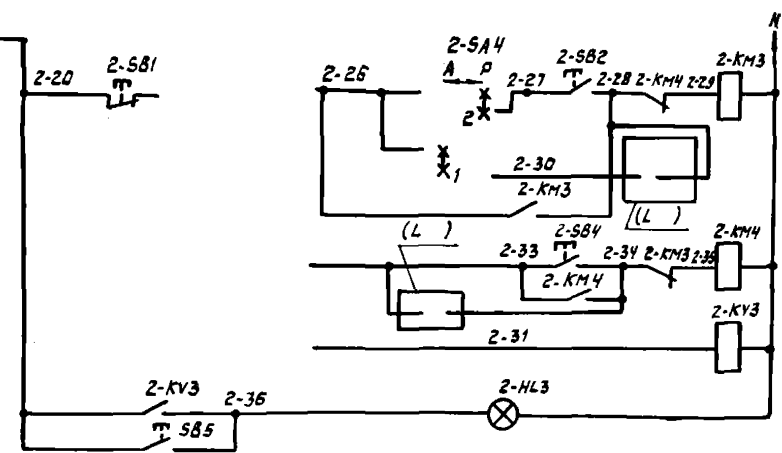 N
2-SA4
2-SB2
2-KM3
2-20
2-SB1
2-26
A P
2-27
2-28
2-KM4
2-29
2
1
2-30
2-KM3
(L )
(L )
2-SB4
2-KM4
2-33
2-34
2-KM3
2-35
2-KM4
2-KV3
2-31
2-KV3
2-36
2-HL3
SB5